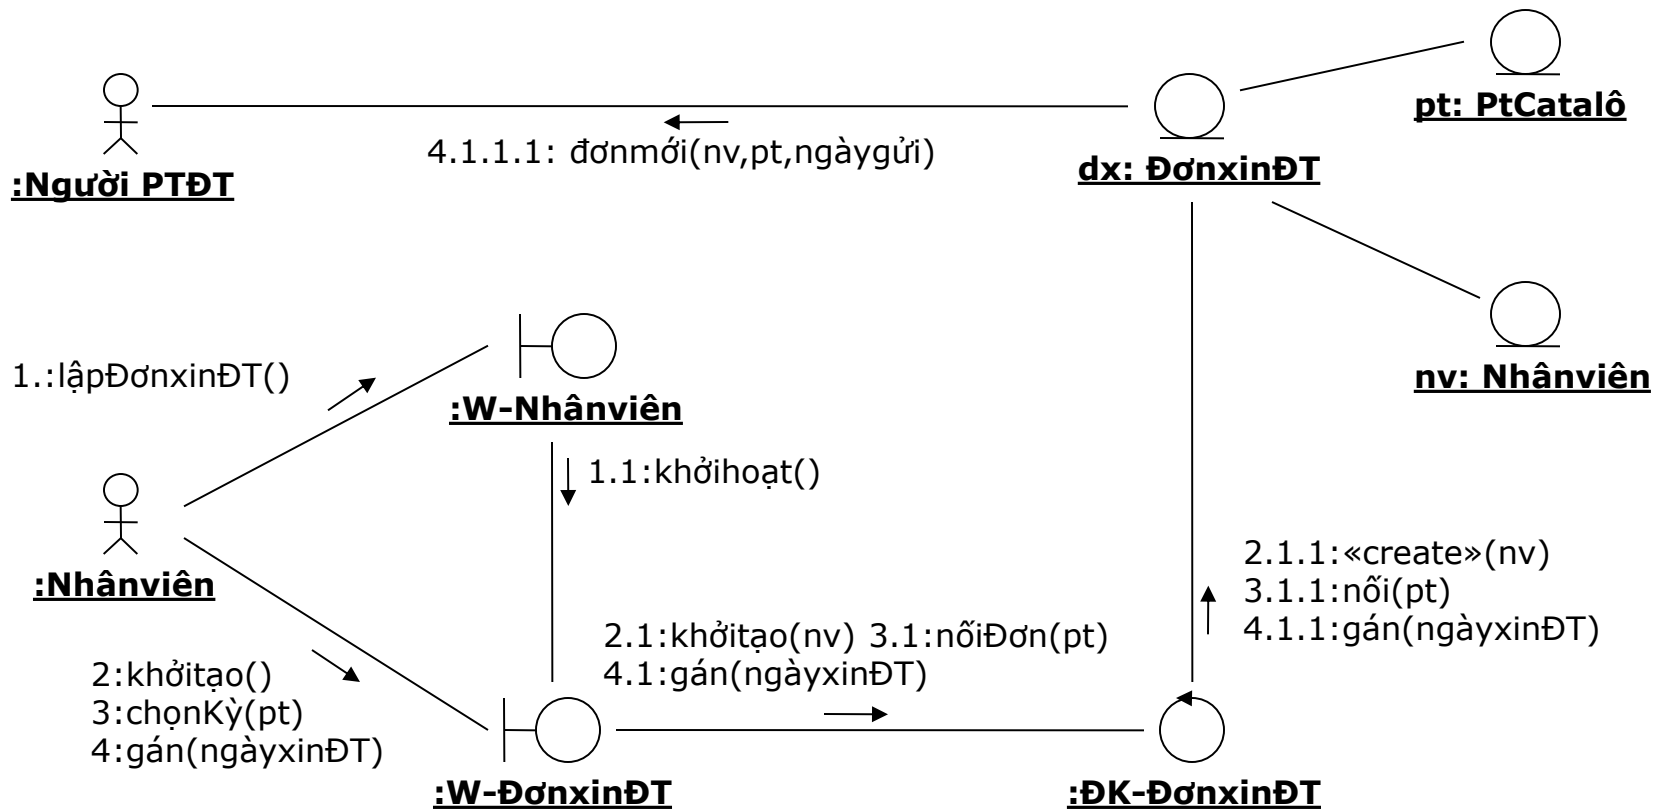 pt: PtCatalô
4.1.1.1: đơnmới(nv,pt,ngàygửi)
dx: ĐơnxinĐT
:Người PTĐT
1.:lậpĐơnxinĐT()
nv: Nhânviên
:W-Nhânviên
1.1:khởihoạt()
:Nhânviên
2.1.1:«create»(nv)
3.1.1:nối(pt)
4.1.1:gán(ngàyxinĐT)
2.1:khởitạo(nv) 3.1:nốiĐơn(pt)
4.1:gán(ngàyxinĐT)
2:khởitạo()
3:chọnKỳ(pt)
4:gán(ngàyxinĐT)
:W-ĐơnxinĐT
:ĐK-ĐơnxinĐT